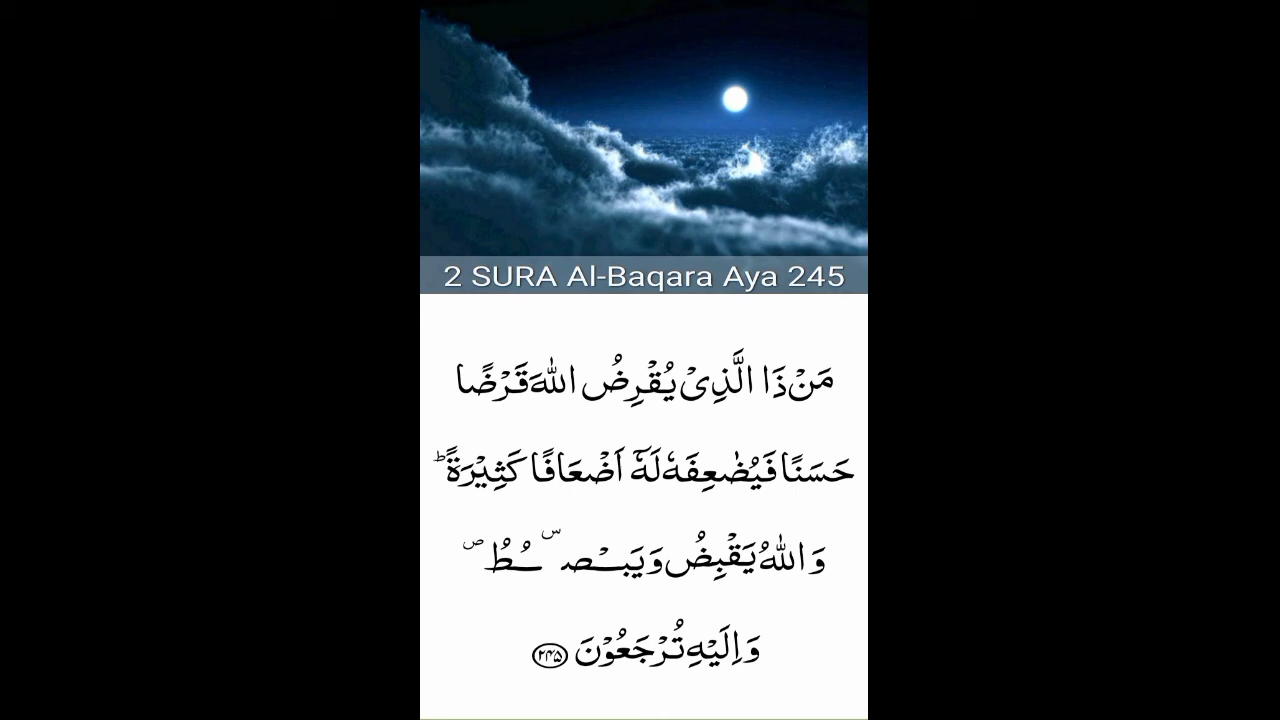 2 SURA Al-Baqara Aya 245
مَنۡ ذَا الَّذِىۡ يُقۡرِضُ اللّٰهَ قَرۡضًا
حَسَنًا فَيُضٰعِفَهٗ لَهٗۤ اَضۡعَافًا کَثِيۡرَةً ؕ
وَاللّٰهُ يَقۡبِضُ وَيَبۡصُۜطُ ۖ
وَاِلَيۡهِ تُرۡجَعُوۡنَ ﴿۲۴۵﴾